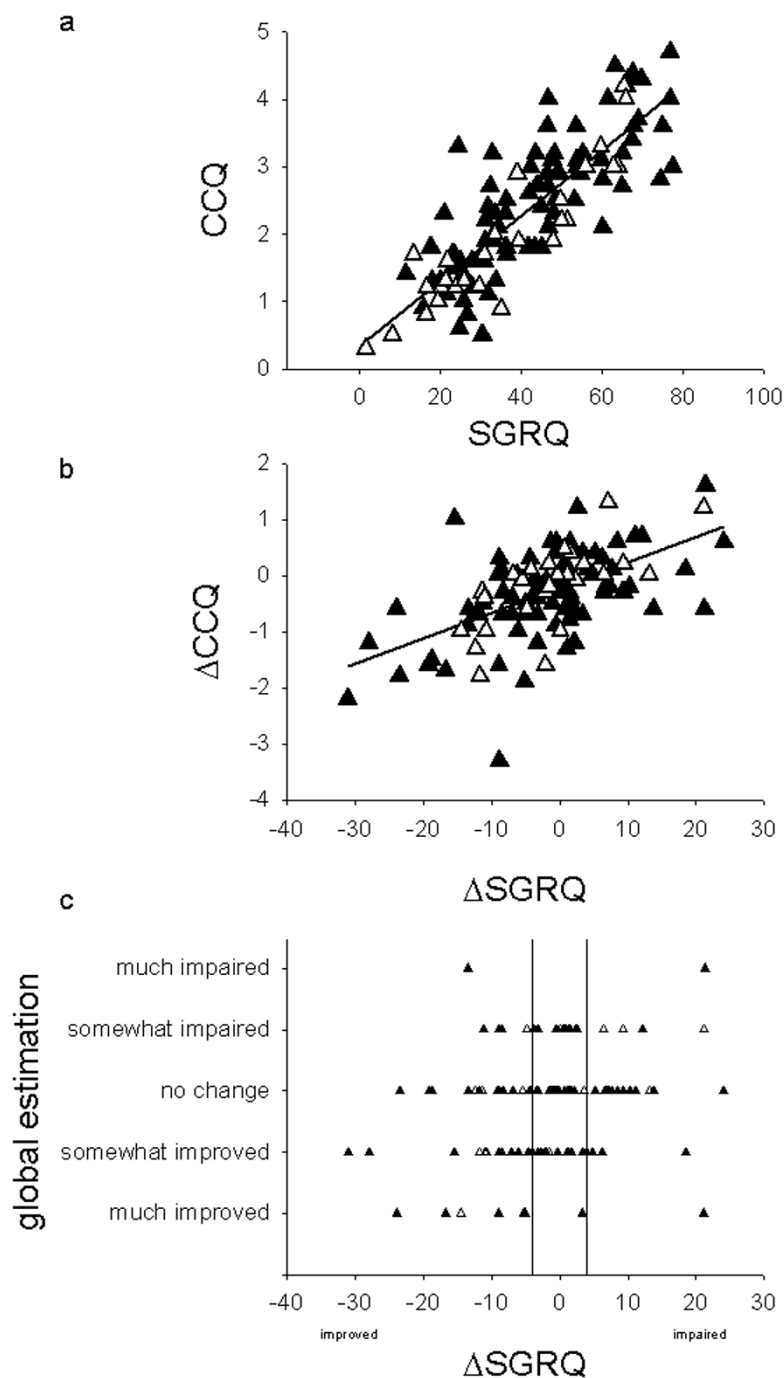 a
5
4
3
2
1
0
CCQ
0 20 40 60 80 100
SGRQ
b
2
1
0
-1
-2
-3
-4
ΔCCQ
-40 -30 -20 -10 0 10 20 30
ΔSGRQ
c
global estimation
much impaired
somewhat impaired
no change
somewhat improved
much improved
-40 -30 -20 -10 0 10 20 30
improved impaired
ΔSGRQ